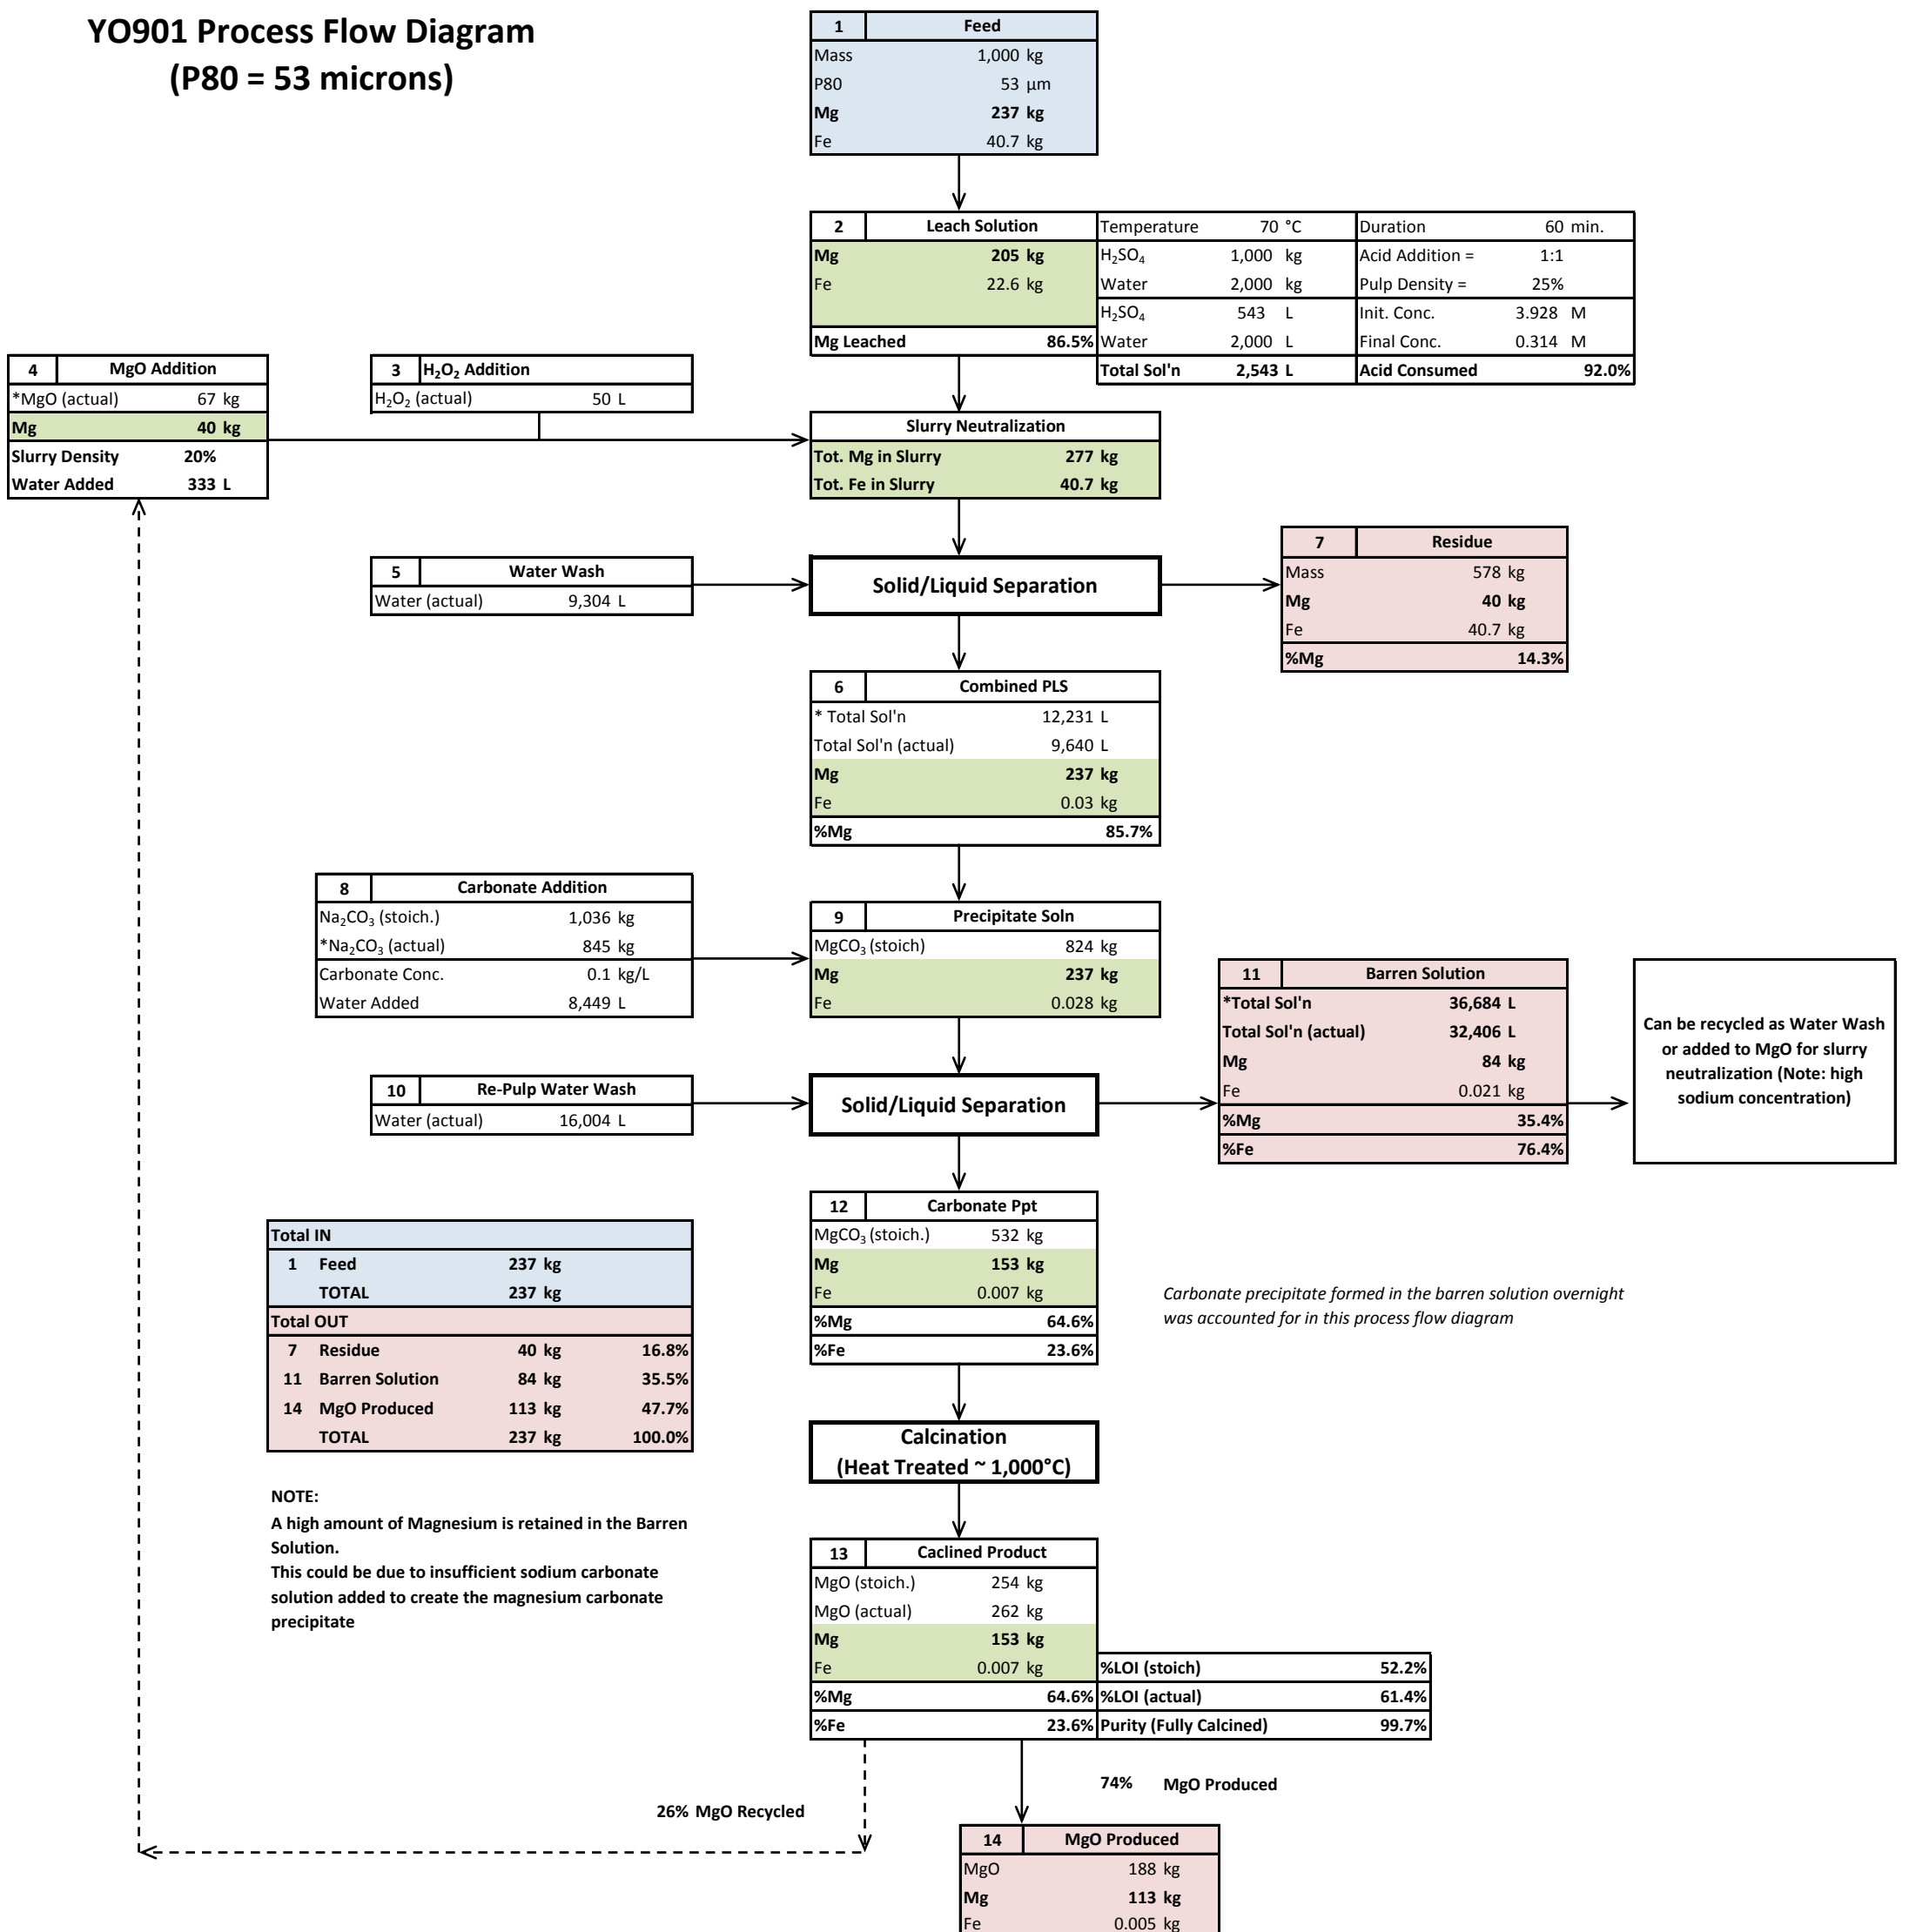 YO901 Process Flow Diagram
(P80 = 53 microns)
1 Feed
Mass 1,000 kg
P80 53 µm
Mg 237 kg
Fe 40.7 kg
2 Leach Solution
Mg 205 kg
Fe 22.6 kg
Mg Leached 86.5%
Temperature 70 °C
H₂SO₄ 1,000 kg
Water 2,000 kg
H₂SO₄ 543 L
Water 2,000 L
Total Sol'n 2,543 L
Duration 60 min.
Acid Addition = 1:1
Pulp Density = 25%
Init. Conc. 3.928 M
Final Conc. 0.314 M
Acid Consumed 92.0%
4 MgO Addition
*MgO (actual) 67 kg
Mg 40 kg
Slurry Density 20%
Water Added 333 L
3 H₂O₂ Addition
H₂O₂ (actual) 50 L
Slurry Neutralization
Tot. Mg in Slurry 277 kg
Tot. Fe in Slurry 40.7 kg
5 Water Wash
Water (actual) 9,304 L
Solid/Liquid Separation
7 Residue
Mass 578 kg
Mg 40 kg
Fe 40.7 kg
%Mg 14.3%
6 Combined PLS
* Total Sol'n 12,231 L
Total Sol'n (actual) 9,640 L
Mg 237 kg
Fe 0.03 kg
%Mg 85.7%
8 Carbonate Addition
Na₂CO₃ (stoich.) 1,036 kg
*Na₂CO₃ (actual) 845 kg
Carbonate Conc. 0.1 kg/L
Water Added 8,449 L
9 Precipitate Soln
MgCO₃ (stoich) 824 kg
Mg 237 kg
Fe 0.028 kg
10 Re-Pulp Water Wash
Water (actual) 16,004 L
Solid/Liquid Separation
11 Barren Solution
*Total Sol'n 36,684 L
Total Sol'n (actual) 32,406 L
Mg 84 kg
Fe 0.021 kg
%Mg 35.4%
%Fe 76.4%
Can be recycled as Water Wash
or added to MgO for slurry
neutralization (Note: high
sodium concentration)
12 Carbonate Ppt
MgCO₃ (stoich.) 532 kg
Mg 153 kg
Fe 0.007 kg
%Mg 64.6%
%Fe 23.6%
Carbonate precipitate formed in the barren solution overnight
was accounted for in this process flow diagram
Total IN
1 Feed 237 kg
TOTAL 237 kg
Total OUT
7 Residue 40 kg 16.8%
11 Barren Solution 84 kg 35.5%
14 MgO Produced 113 kg 47.7%
TOTAL 237 kg 100.0%
NOTE:
A high amount of Magnesium is retained in the Barren
Solution.
This could be due to insufficient sodium carbonate
solution added to create the magnesium carbonate
precipitate
Calcination
(Heat Treated ~ 1,000°C)
13 Caclined Product
MgO (stoich.) 254 kg
MgO (actual) 262 kg
Mg 153 kg
Fe 0.007 kg
%Mg 64.6%
%Fe 23.6%
%LOI (stoich) 52.2%
%LOI (actual) 61.4%
Purity (Fully Calcined) 99.7%
74% MgO Produced
26% MgO Recycled
14 MgO Produced
MgO 188 kg
Mg 113 kg
Fe 0.005 kg